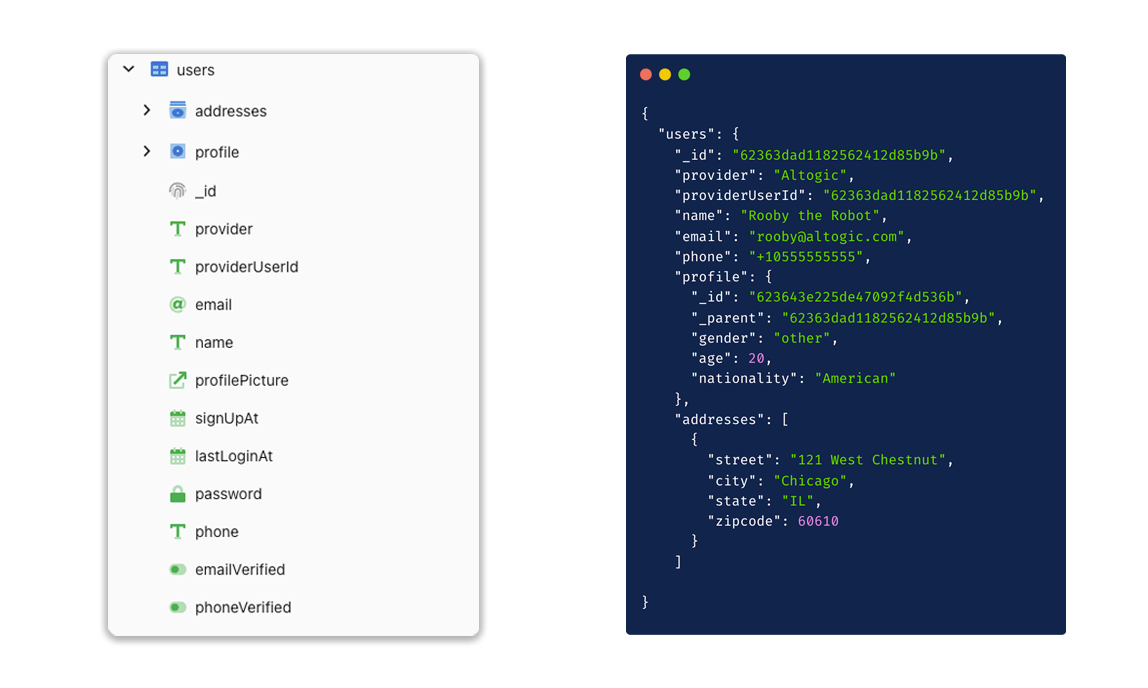 users
addresses
profile
_id
provider
providerUserId
email
name
profilePicture
signUpAt
lastLoginAt
password
phone
emailVerified
phoneVerified
{
"users": {
"_id": "62363dad1182562412d85b9b",
"provider": "Altogic",
"providerUserId": "62363dad1182562412d85b9b",
"name": "Rooby the Robot",
"email": "rooby@altogic.com",
"phone": "+10555555555",
"profile": {
"_id": "623643e225de47092f4d536b",
"_parent": "62363dad1182562412d85b9b",
"gender": "other",
"age": 20,
"nationality": "American"
},
"addresses": [
{
"street": "121 West Chestnut",
"city": "Chicago",
"state": "IL",
"zipcode": 60610
}
]
}